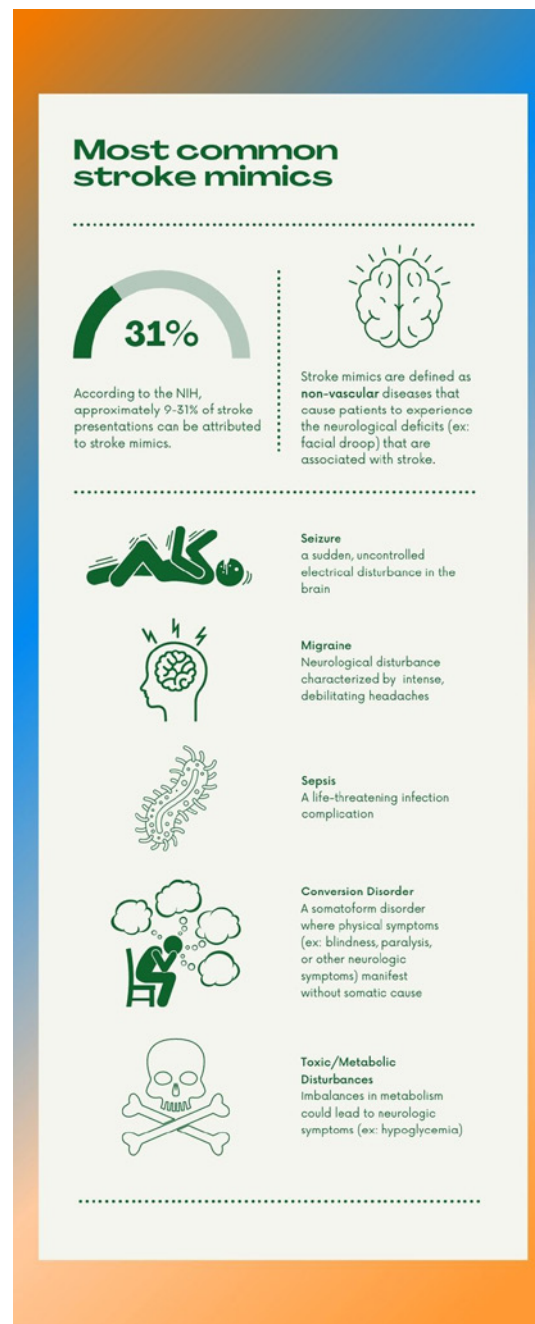 Most common
stroke mimics
31%
According to the NIH,
approximately 9-31% of stroke
presentations can be attributed
to stroke mimics.
Stroke mimics are defined as
non-vascular diseases that
cause patients to experience
the neurological deficits (ex:
facial droop) that are
associated with stroke.
Seizure
a sudden, uncontrolled
electrical disturbance in the
brain
Migraine
Neurological disturbance
characterized by intense,
debilitating headaches
Sepsis
A life-threatening infection
complication
Conversion Disorder
A somatoform disorder
where physical symptoms
(ex: blindness, paralysis,
or other neurologic
symptoms) manifest
without somatic cause
Toxic/Metabolic
Disturbances
Imbalances in metabolism
could lead to neurologic
symptoms (ex: hypoglycemia)